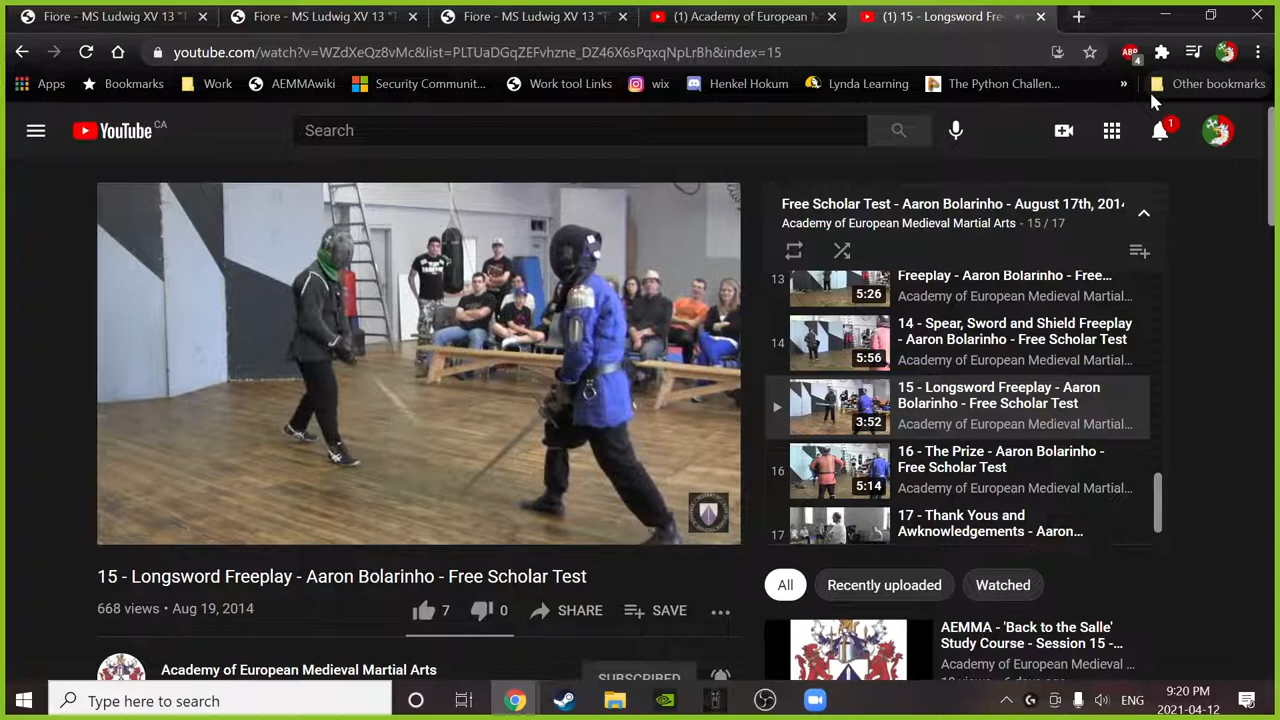 Fiore - MS Ludwig XV 13 "T
Fiore - MS Ludwig XV 13 "T
Fiore - MS Ludwig XV 13 "T
(1) Academy of European M
(1) 15 - Longsword Free
youtube.com/watch?v=WZdXeQz8vMc&list=PLTUaDGqZEFvhzne_DZ46X6sPqxqNpLrBh&index=15
ABP
4
Apps
Bookmarks
Work
AEMMAwiki
Security Community...
Work tool Links
wix
Henkel Hokum
Lynda Learning
The Python Challen...
»
Other bookmarks
YouTube CA
Search
1
Free Scholar Test - Aaron Bolarinho - August 17th, 2014
Academy of European Medieval Martial Arts - 15 / 17
13
5:26
Freeplay - Aaron Bolarinho - Free...
Academy of European Medieval Martial...
14
5:56
14 - Spear, Sword and Shield Freeplay
- Aaron Bolarinho - Free Scholar Test
Academy of European Medieval Martial...
3:52
15 - Longsword Freeplay - Aaron
Bolarinho - Free Scholar Test
Academy of European Medieval Martial...
16
5:14
16 - The Prize - Aaron Bolarinho -
Free Scholar Test
Academy of European Medieval Martial...
17
17 - Thank Yous and
Awknowledgements - Aaron...
15 - Longsword Freeplay - Aaron Bolarinho - Free Scholar Test
668 views • Aug 19, 2014
7
0
SHARE
SAVE
All
Recently uploaded
Watched
AEMMA - 'Back to the Salle'
Study Course - Session 15 -...
Academy of European Medieval ...
Academy of European Medieval Martial Arts
SUBSCRIBED
Type here to search
ENG
9:20 PM
2021-04-12